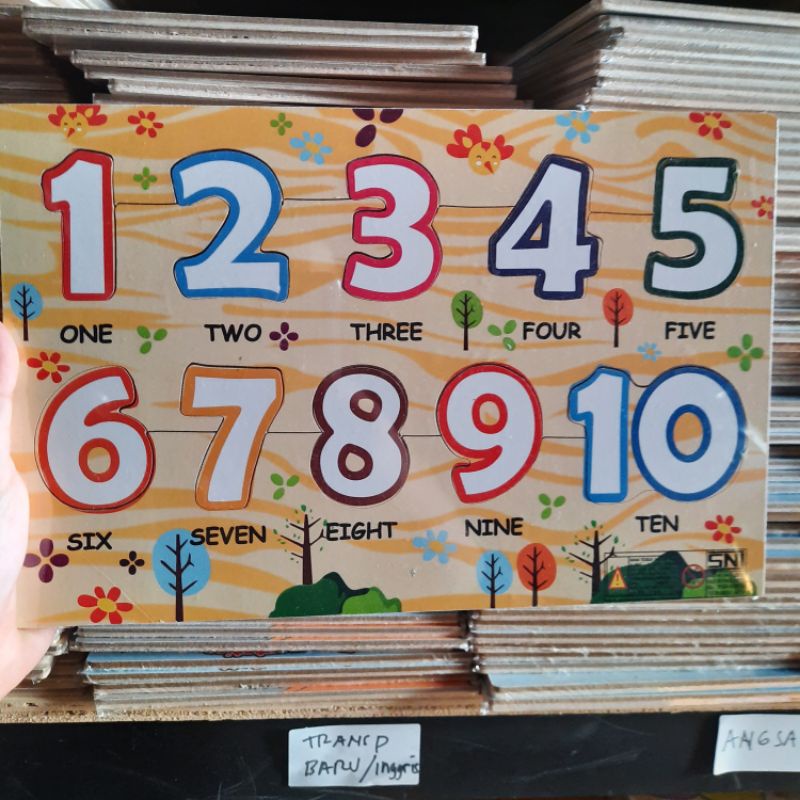 1 2 3 4 5
ONE TWO THREE FOUR FIVE
6 7 8 9 10
SIX SEVEN EIGHT NINE TEN
SNI
TRANSP
BARU/Inggris
ANGSA